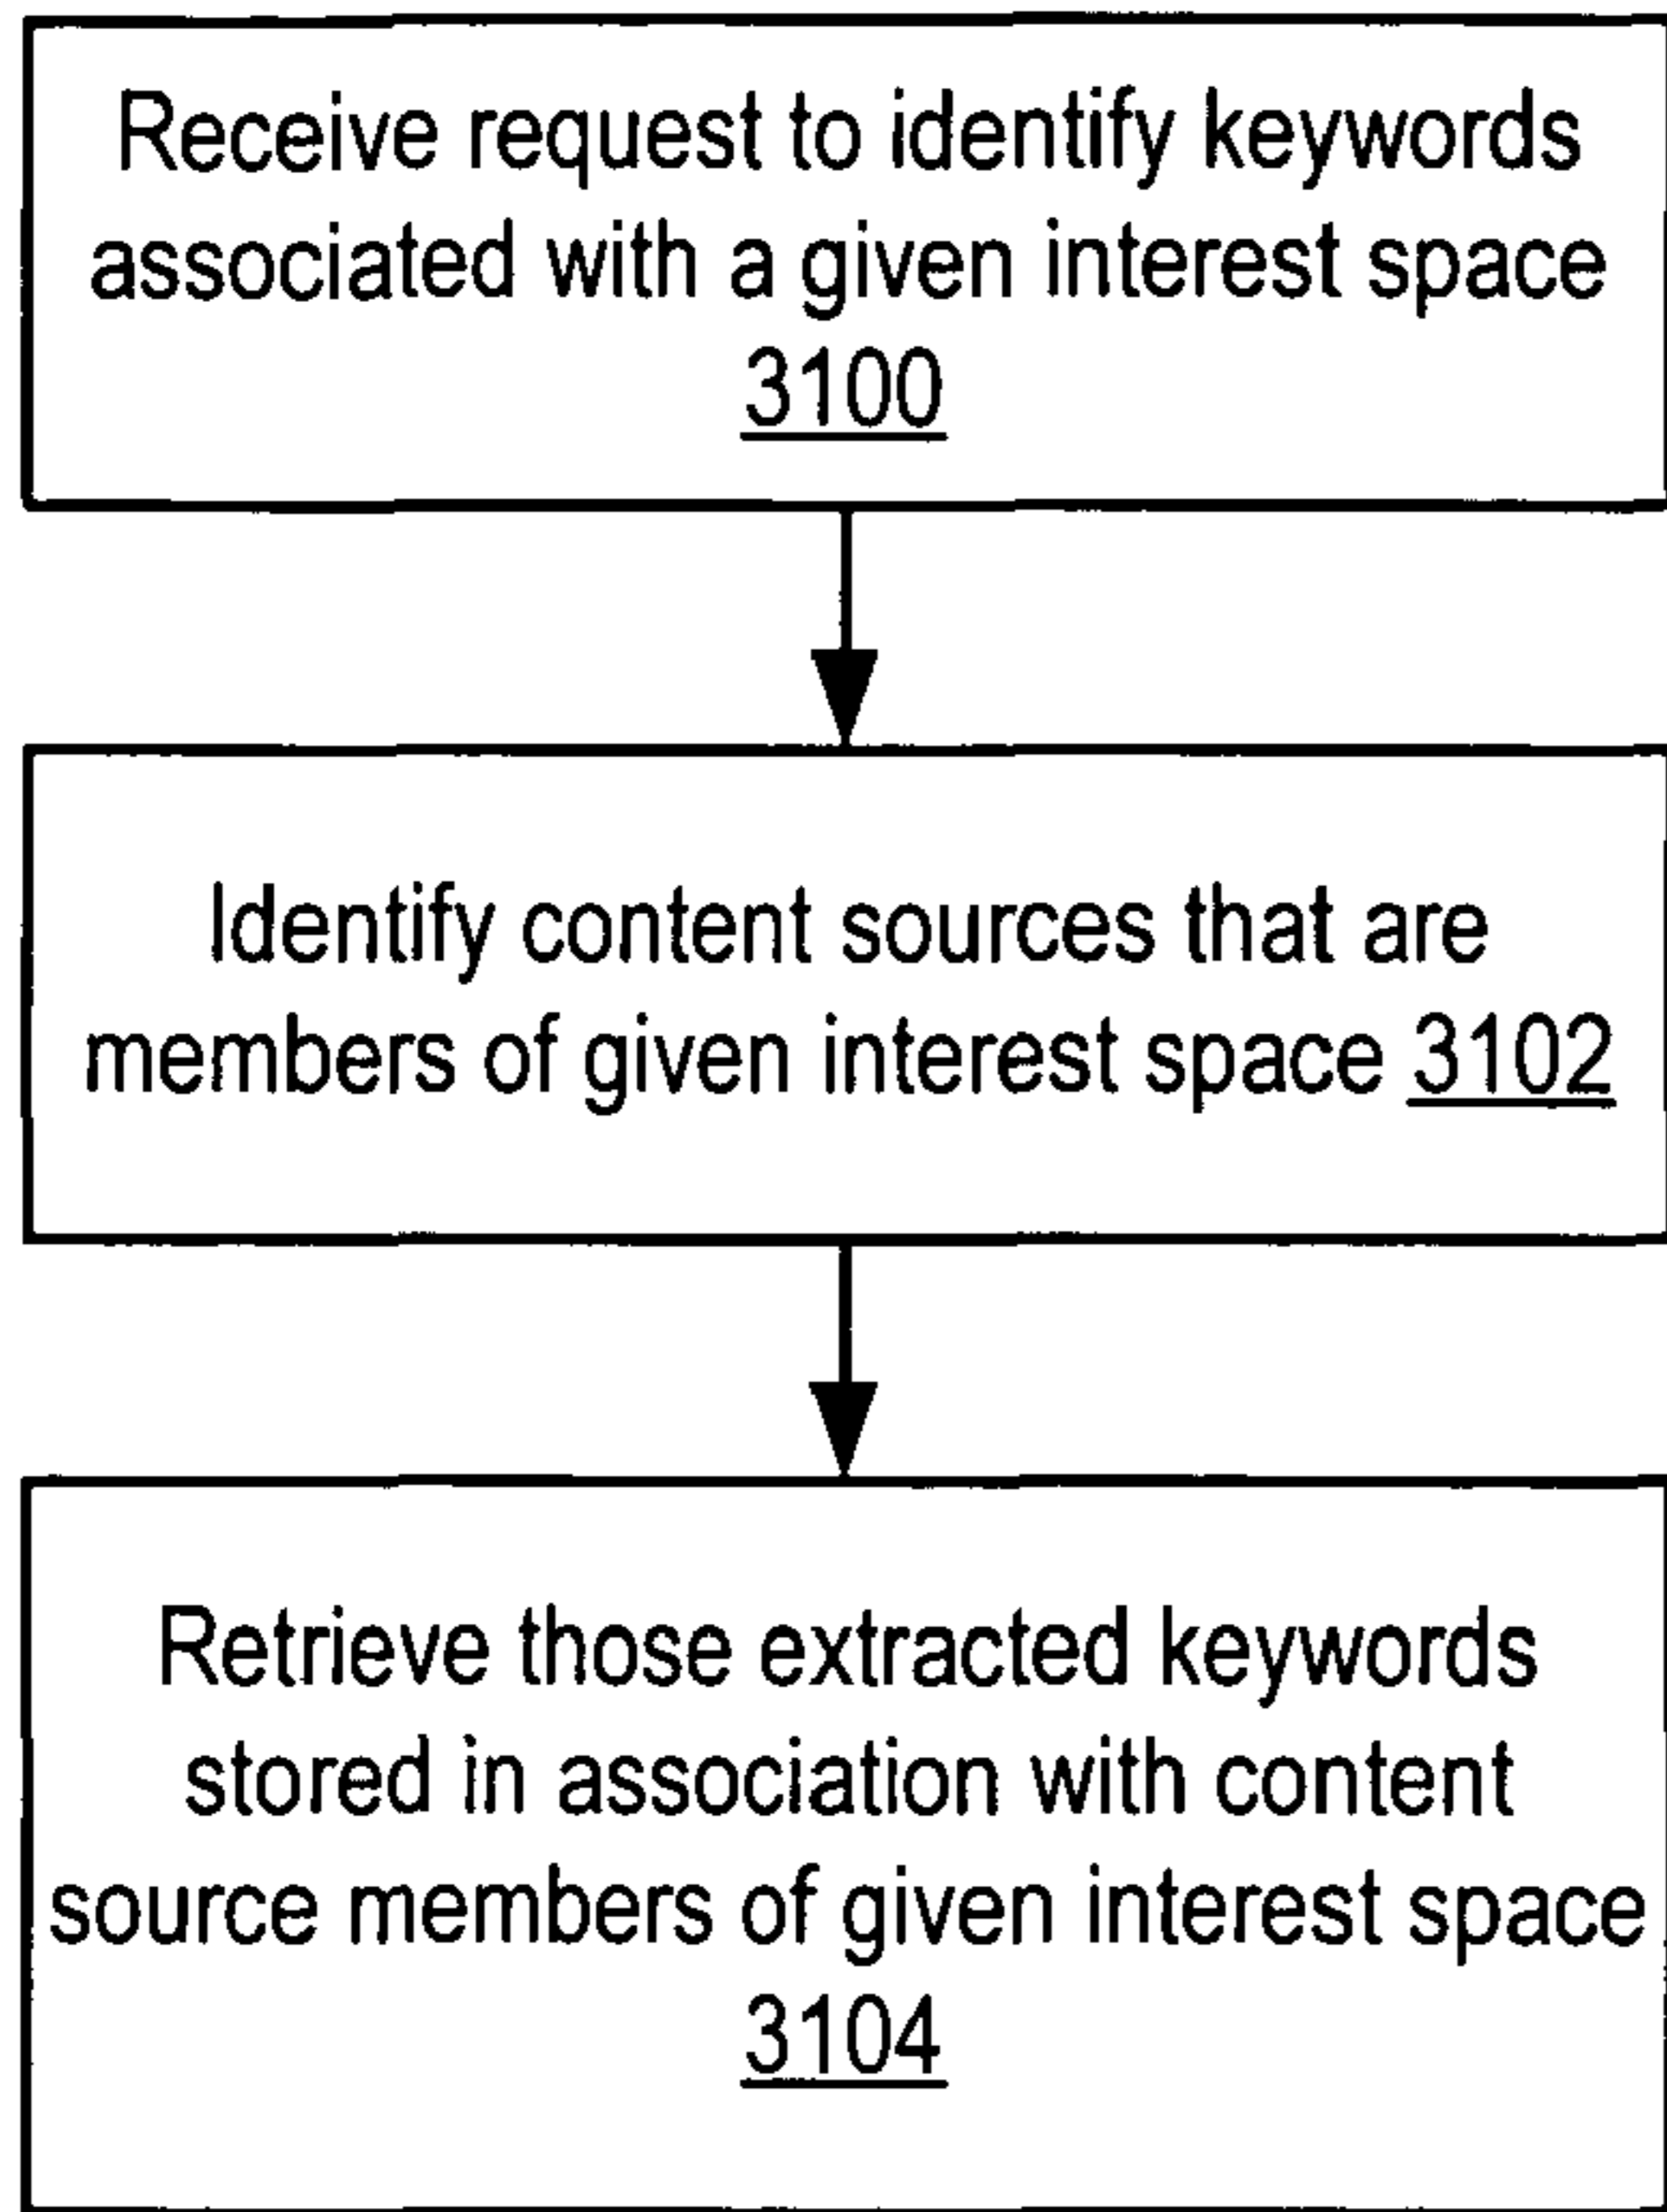 Receive request to identify keywords
associated with a given interest space
3100
Identify content sources that are
members of given interest space 3102
Retrieve those extracted keywords
stored in association with content
source members of given interest space
3104